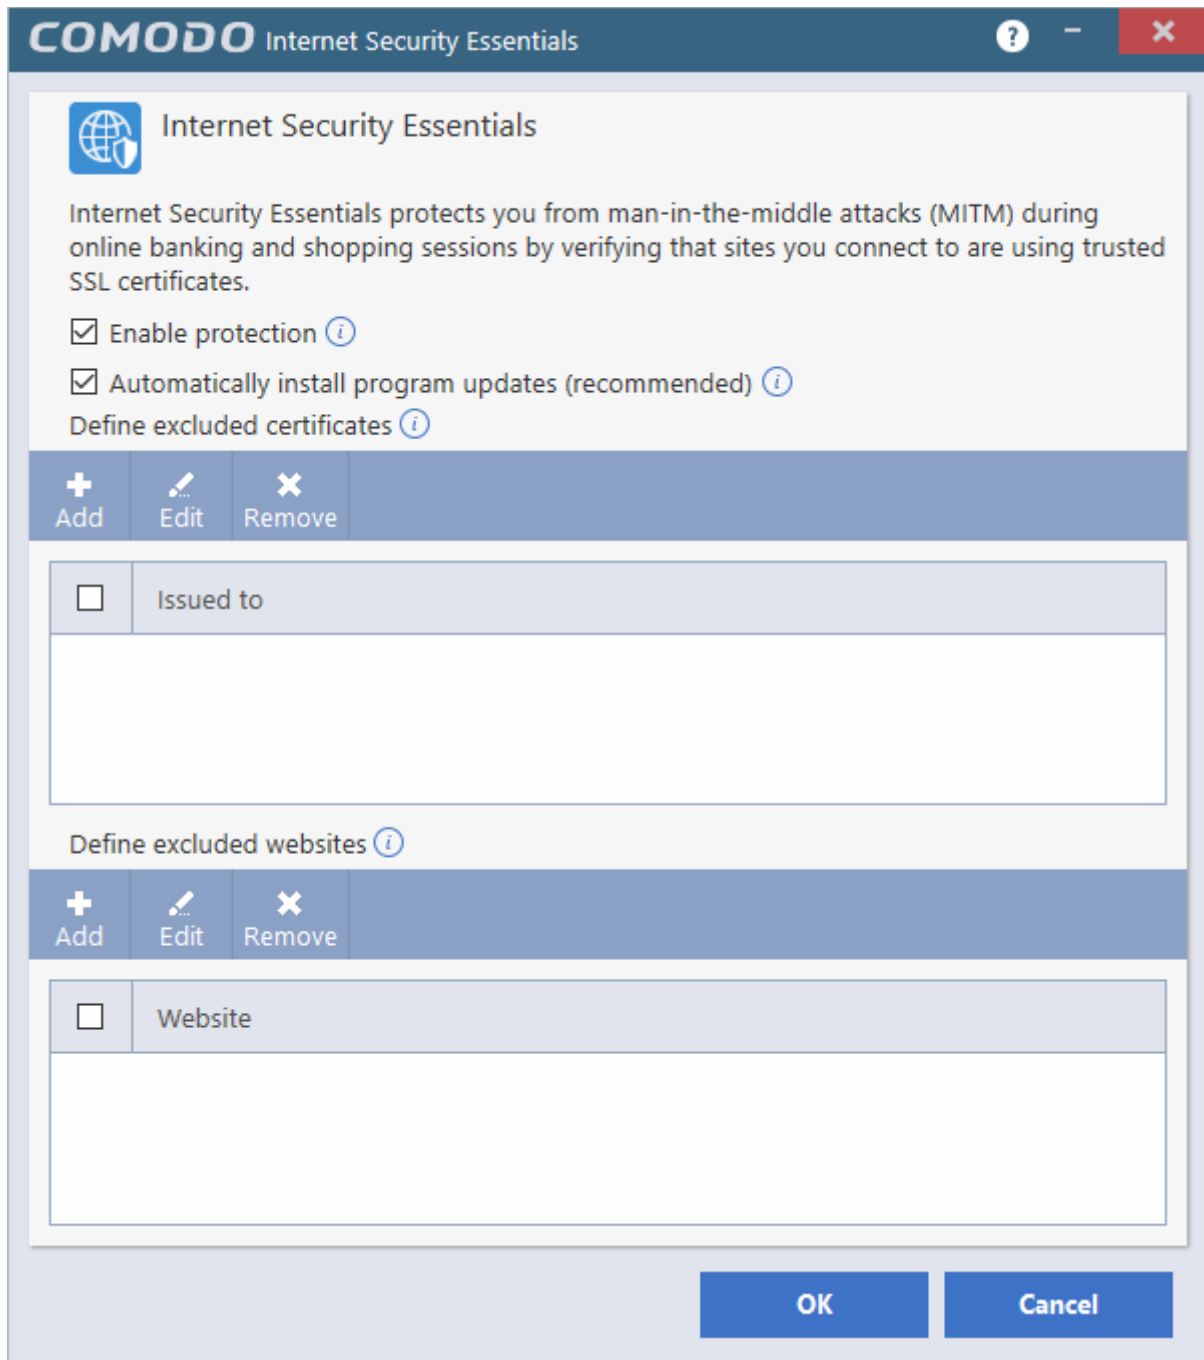 COMODO Internet Security Essentials ?
Internet Security Essentials
Internet Security Essentials protects you from man-in-the-middle attacks (MITM) during
online banking and shopping sessions by verifying that sites you connect to are using trusted
SSL certificates.
Enable protection i
Automatically install program updates (recommended) i
Define excluded certificates i
Add Edit Remove
Issued to
Define excluded websites i
Add Edit Remove
Website
OK Cancel